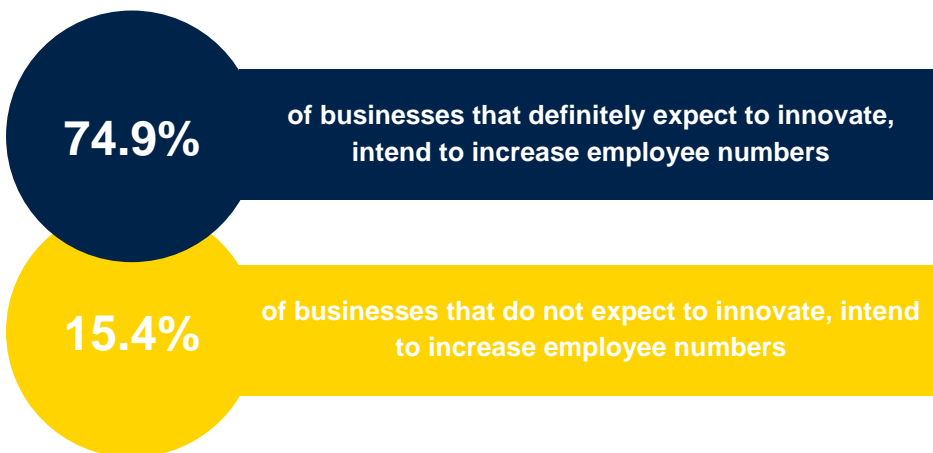 74.9%
of businesses that definitely expect to innovate,
intend to increase employee numbers
15.4%
of businesses that do not expect to innovate, intend
to increase employee numbers